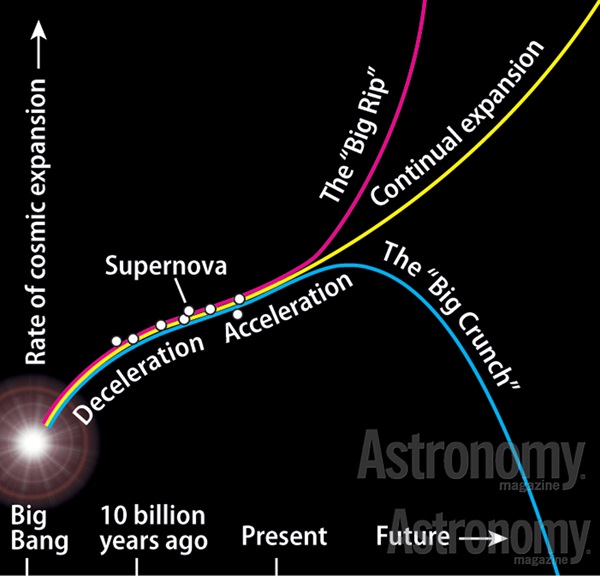 Rate of cosmic expansion
The "Big Rip"
Continual expansion
Supernova
The "Big Crunch"
Deceleration
Acceleration
Astronomy
magazine
Big
Bang
10 billion
years ago
Present
Future
Astronomy
magazine